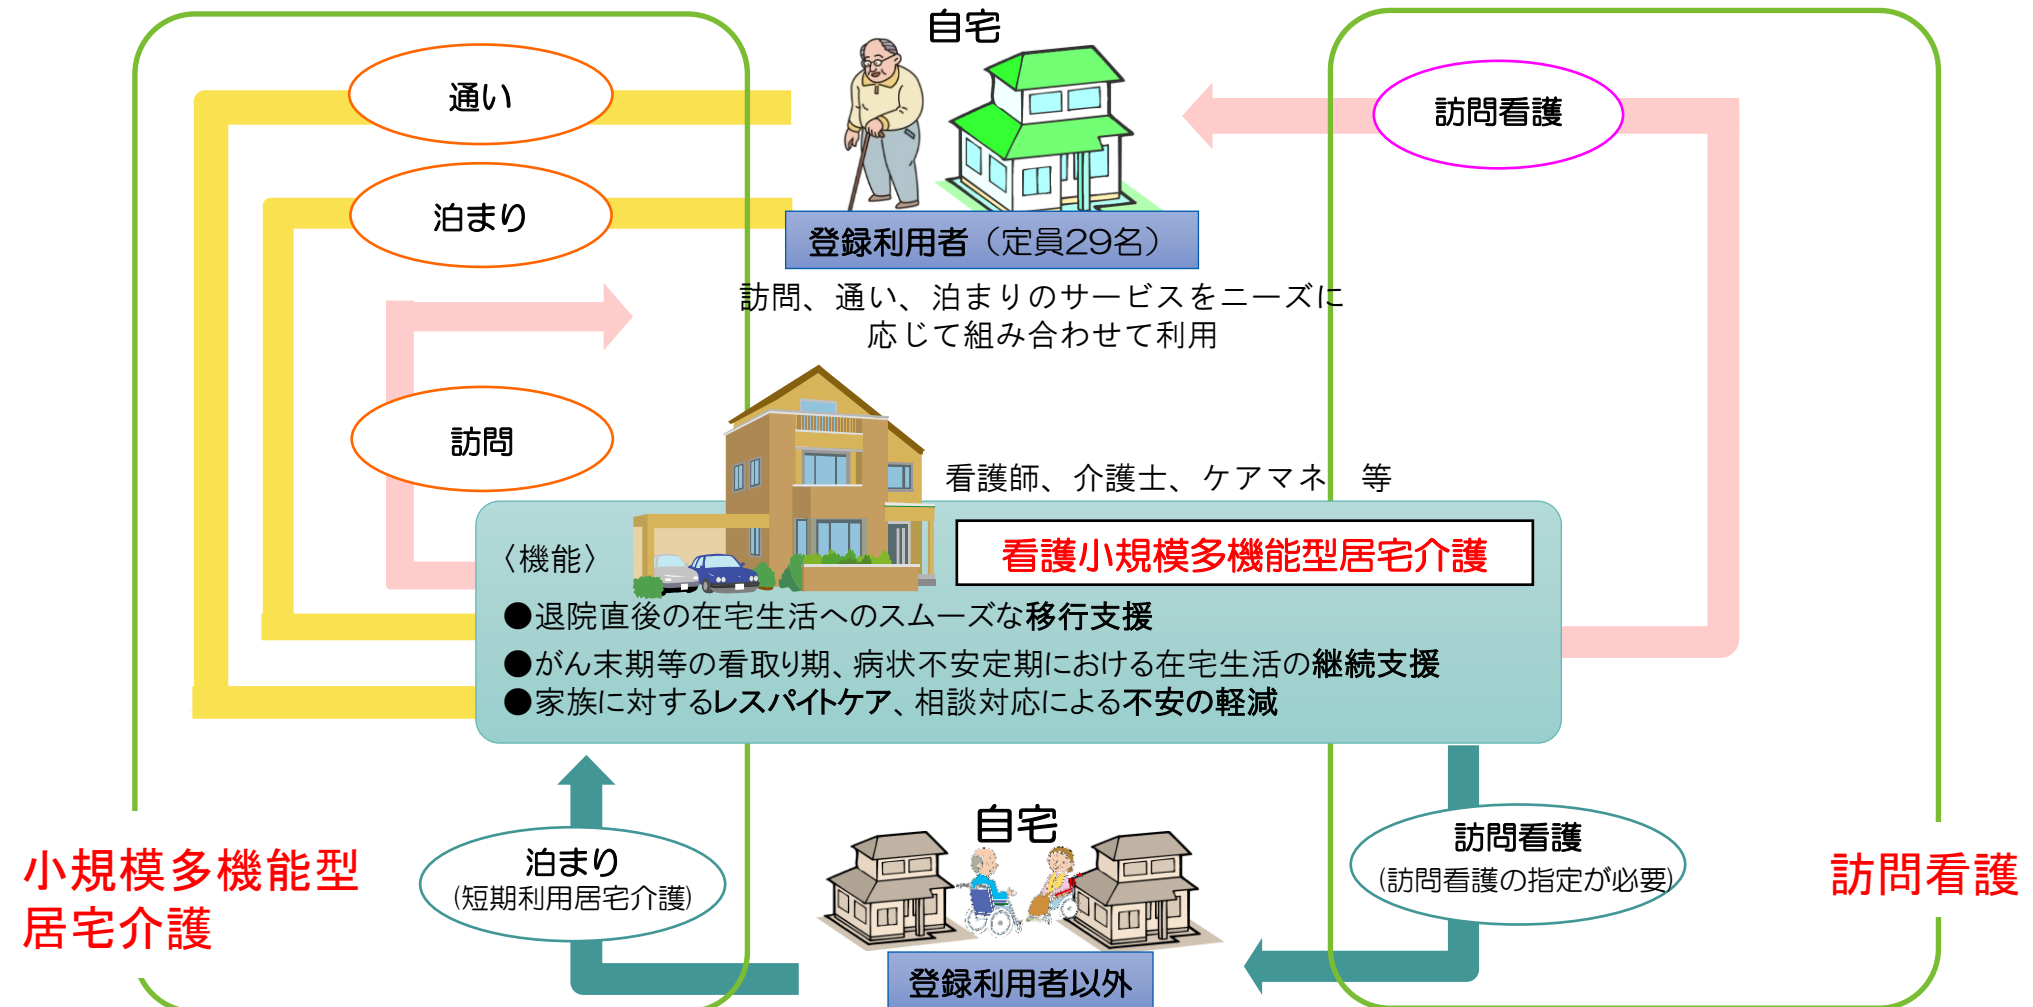 自宅
通い
訪問看護
泊まり
登録利用者（定員29名）
訪問、通い、泊まりのサービスをニーズに
応じて組み合わせて利用
訪問
看護師、介護士、ケアマネ　等
〈機能〉
看護小規模多機能型居宅介護
●退院直後の在宅生活へのスムーズな移行支援
●がん末期等の看取り期、病状不安定期における在宅生活の継続支援
●家族に対するレスパイトケア、相談対応による不安の軽減
自宅
泊まり
(短期利用居宅介護)
訪問看護
(訪問看護の指定が必要)
小規模多機能型
居宅介護
訪問看護
登録利用者以外